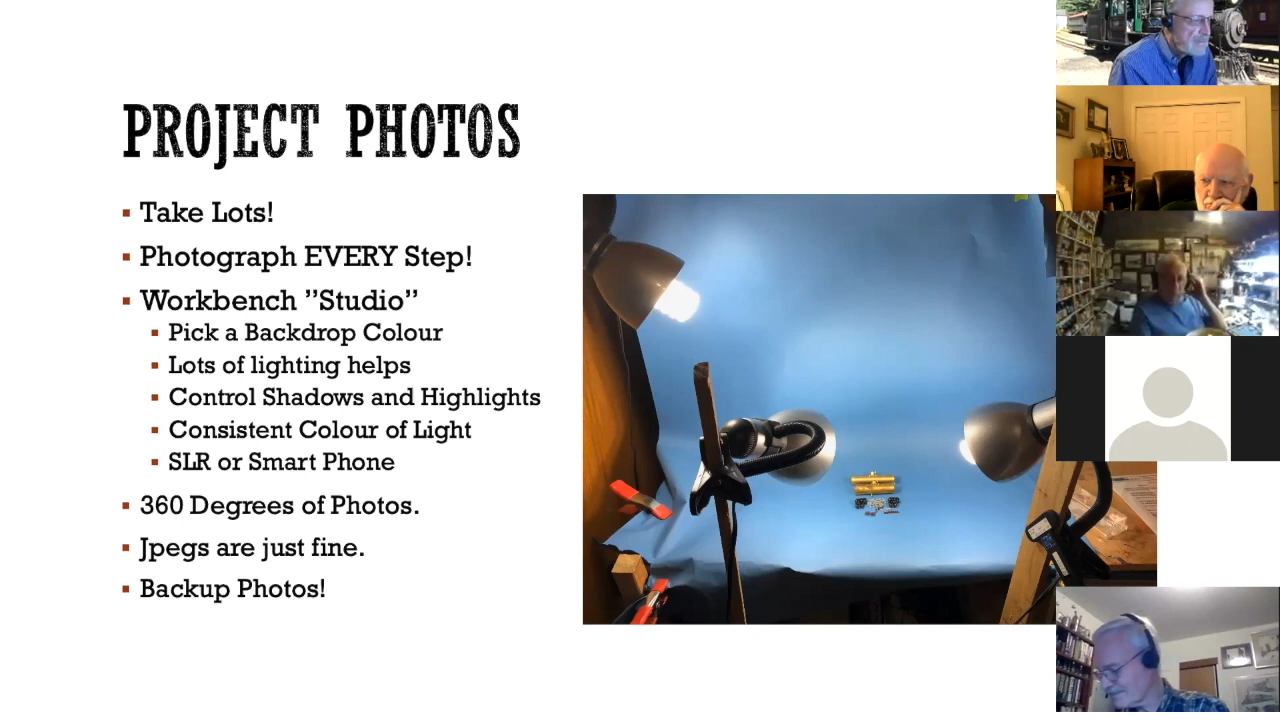 PROJECT PHOTOS
Take Lots!
Photograph EVERY Step!
Workbench ”Studio”
Pick a Backdrop Colour
Lots of lighting helps
Control Shadows and Highlights
Consistent Colour of Light
SLR or Smart Phone
360 Degrees of Photos.
Jpegs are just fine.
Backup Photos!